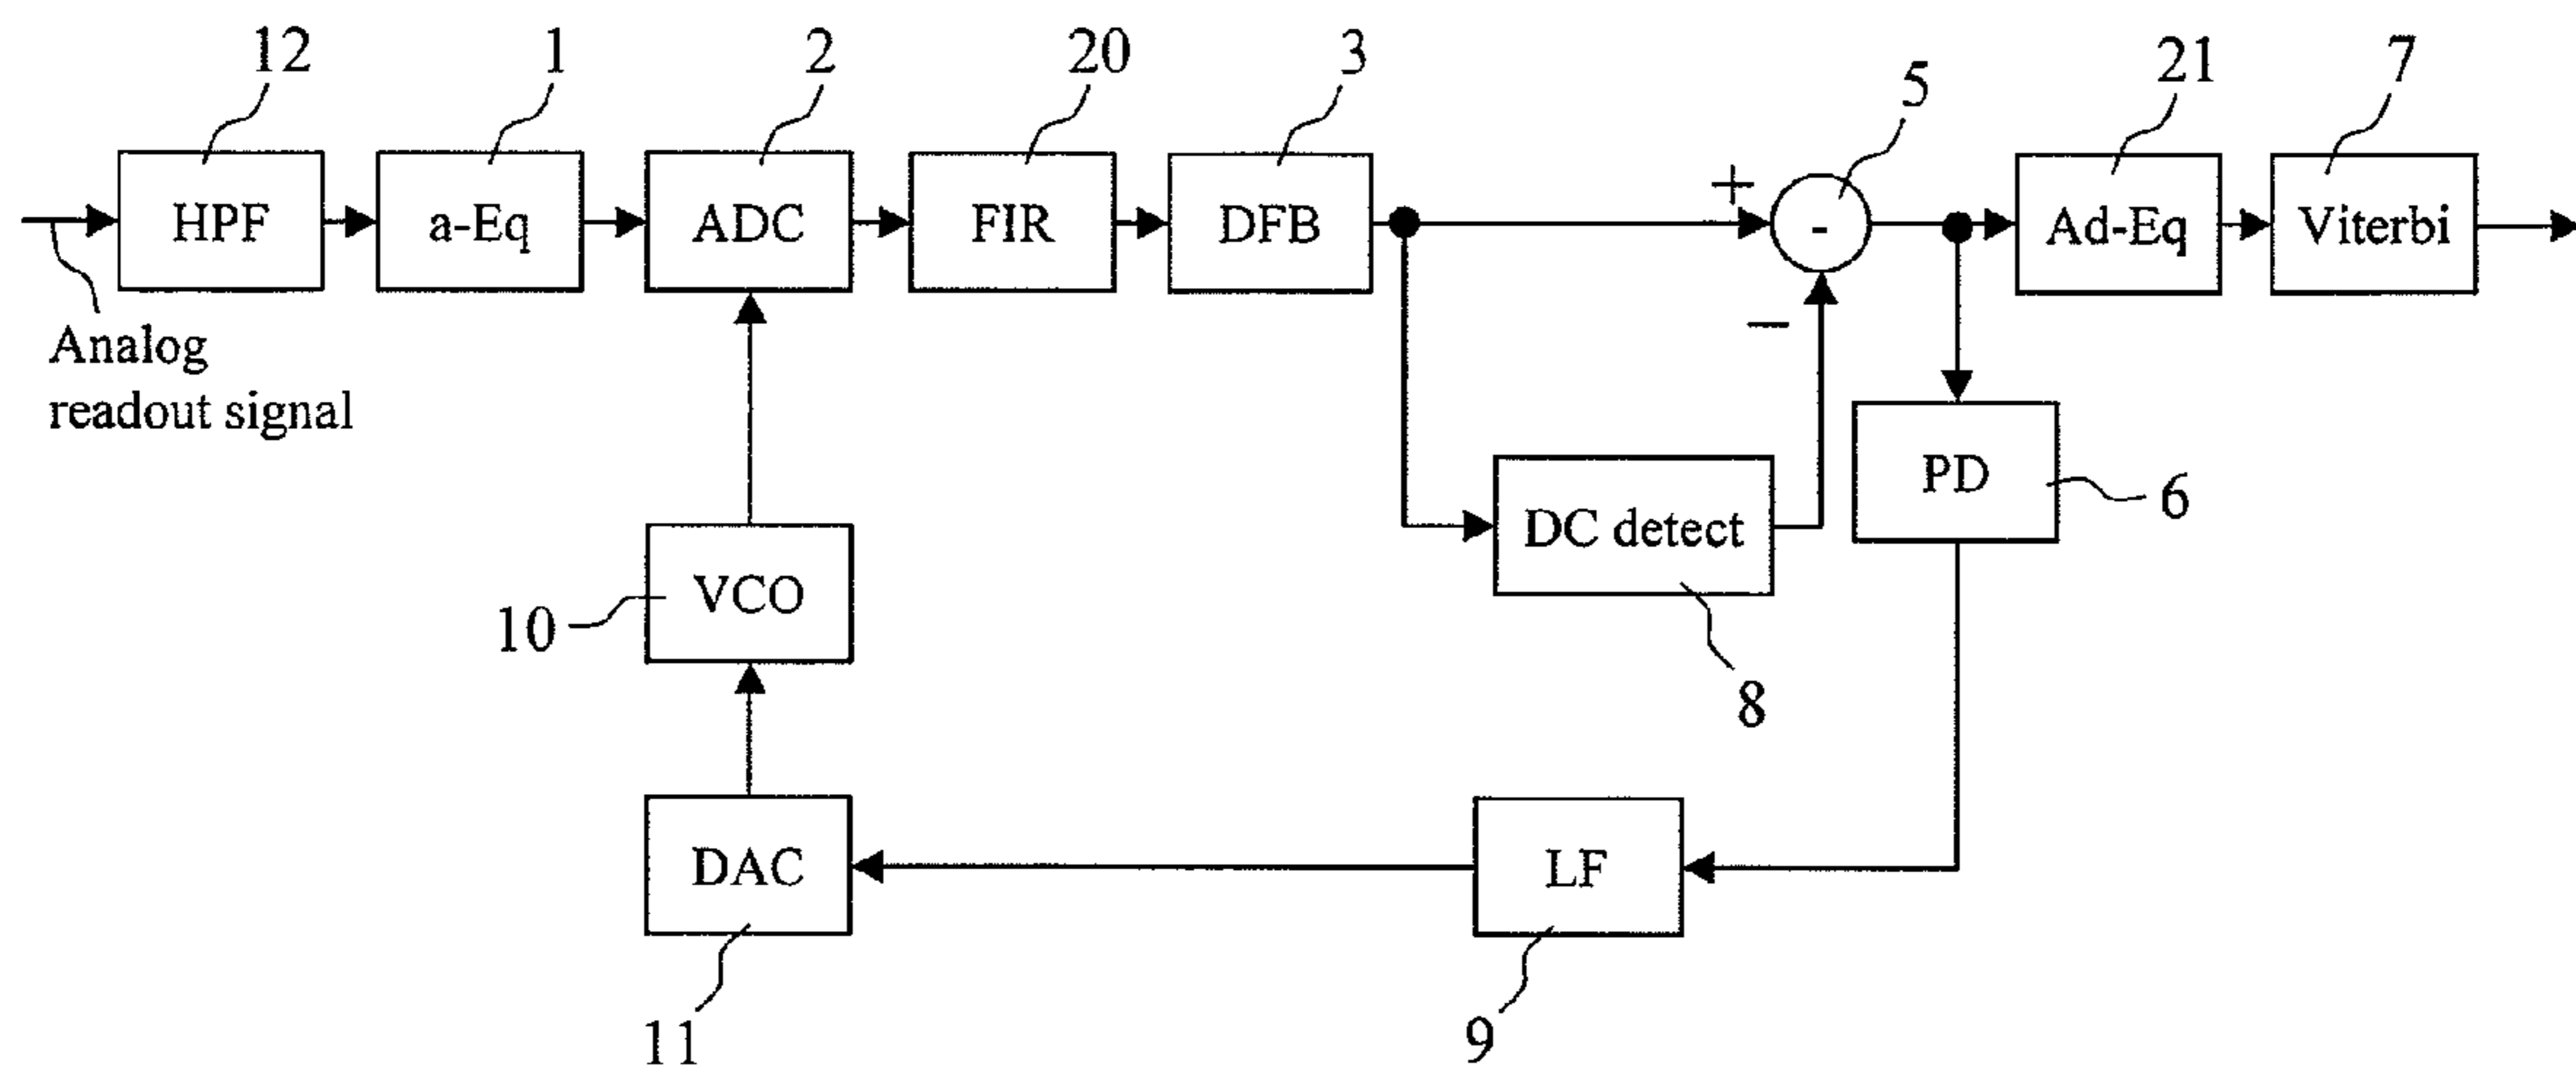 12
1
2
20
3
5
21
7
HPF
a-Eq
ADC
FIR
DFB
+
-
Ad-Eq
Viterbi
Analog
readout signal
−
PD
6
DC detect
8
VCO
10
DAC
11
LF
9